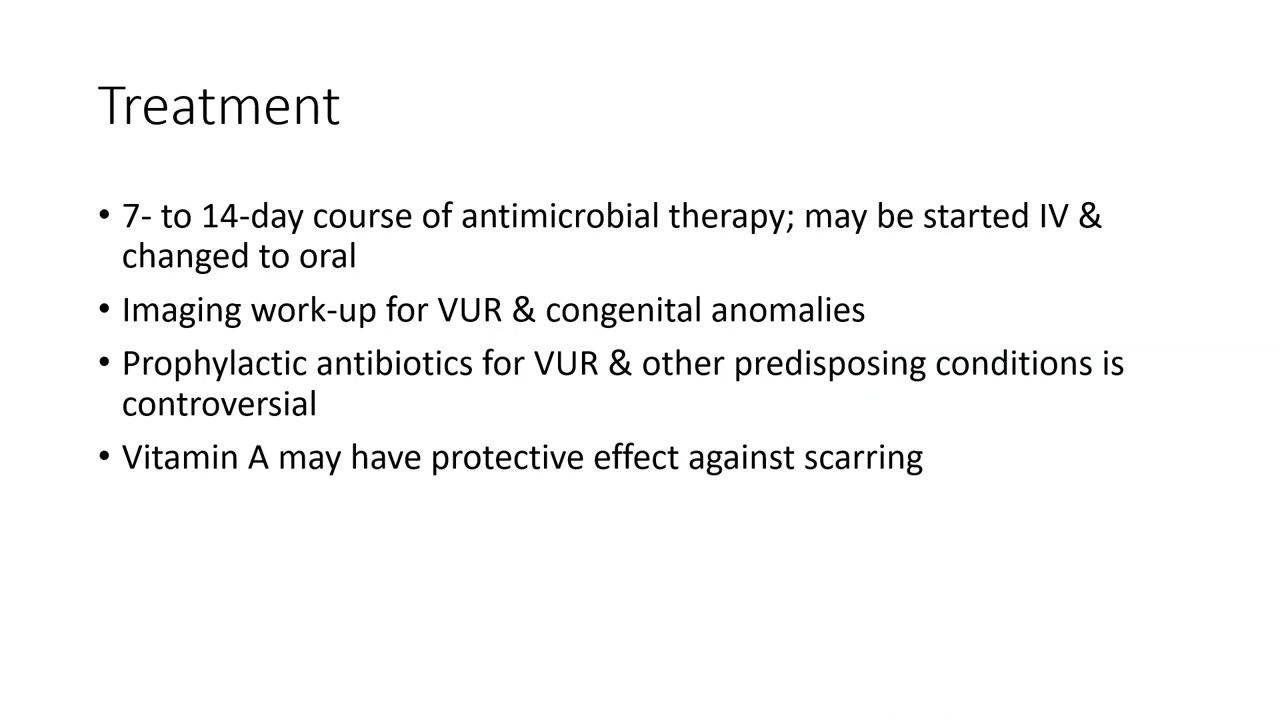 Treatment
• 7- to 14-day course of antimicrobial therapy; may be started IV &
changed to oral
• Imaging work-up for VUR & congenital anomalies
• Prophylactic antibiotics for VUR & other predisposing conditions is
controversial
• Vitamin A may have protective effect against scarring